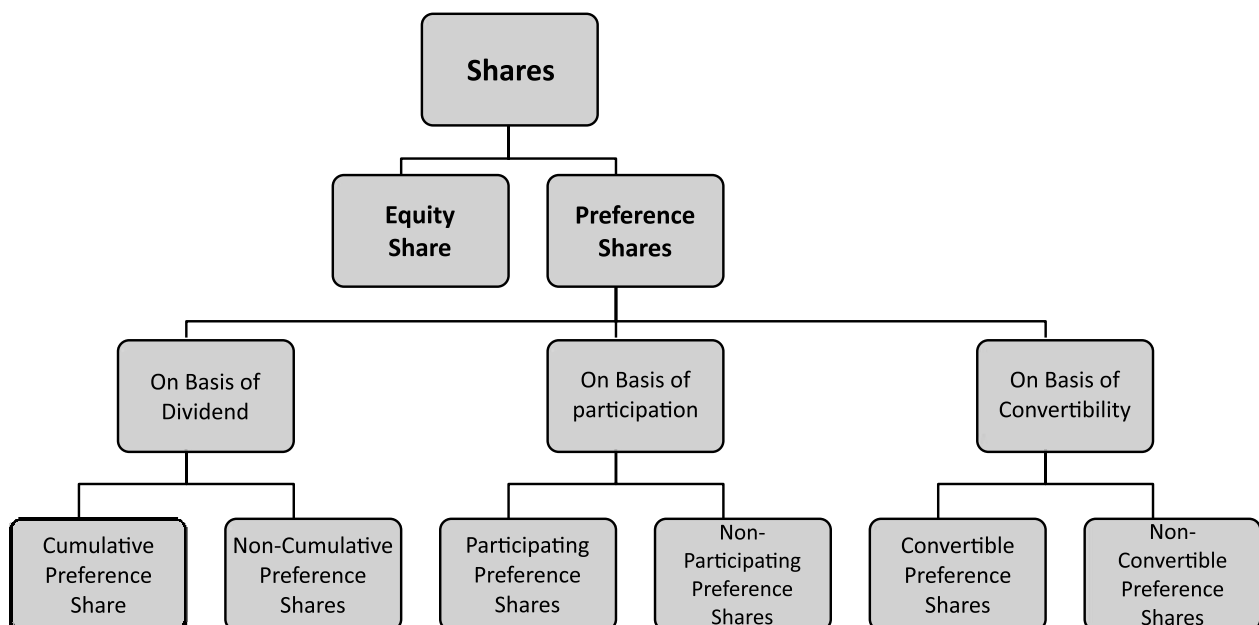 Shares
Equity
Share
Preference
Shares
On Basis of
Dividend
On Basis of
participation
On Basis of
Convertibility
Cumulative
Preference
Share
Non-Cumulative
Preference
Shares
Participating
Preference
Shares
Non-
Participating
Preference
Shares
Convertible
Preference
Shares
Non-
Convertible
Preference
Shares